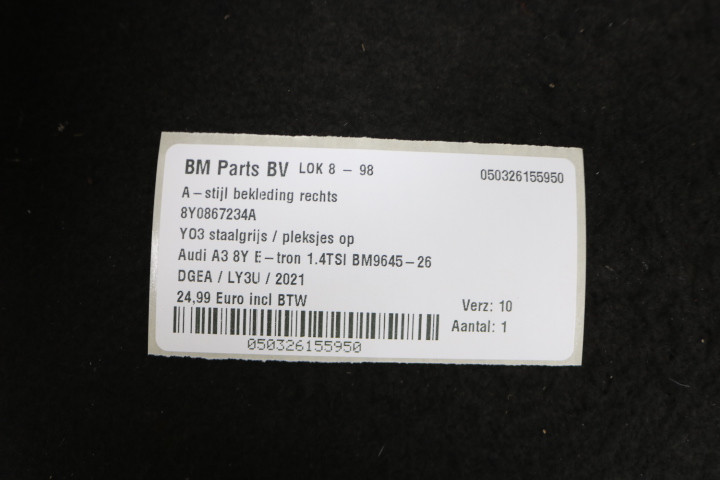 BM Parts BV LOK 8 - 98 050326155950
A-stijl bekleding rechts
8Y0867234A
Y03 staalgrijs / pleksjes op
Audi A3 8Y E-tron 1.4TSI BM9645-26
DGEA / LY3U / 2021
24,99 Euro incl BTW
Verz: 10
Aantal: 1
050326155950